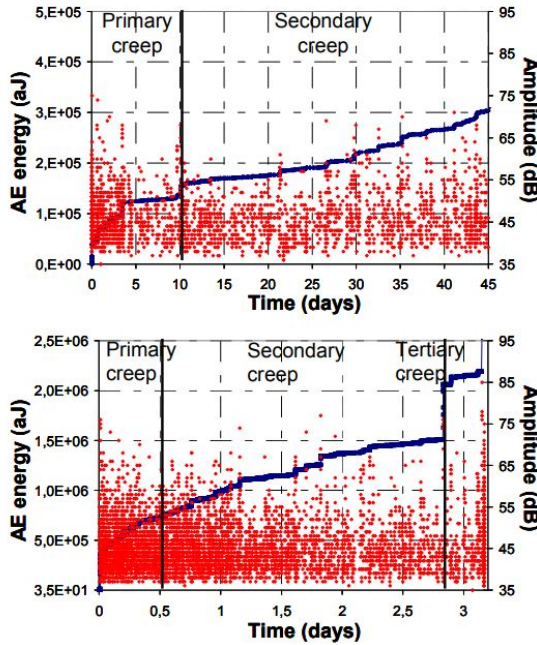 5,E+05
4,E+05
3,E+05
2,E+05
1,E+05
0,E+00
AE energy (aJ)
Primary
creep
Secondary
creep
95
85
75
65
55
45
35
Amplitude (dB)
0 5 10 15 20 25 30 35 40 45
Time (days)
2,5E+06
2,0E+06
1,5E+06
1,0E+06
5,0E+05
3,5E+01
AE energy (aJ)
Primary
creep
Secondary
creep
Tertiary
creep
95
85
75
65
55
45
35
Amplitude (dB)
0 0,5 1 1,5 2 2,5 3
Time (days)